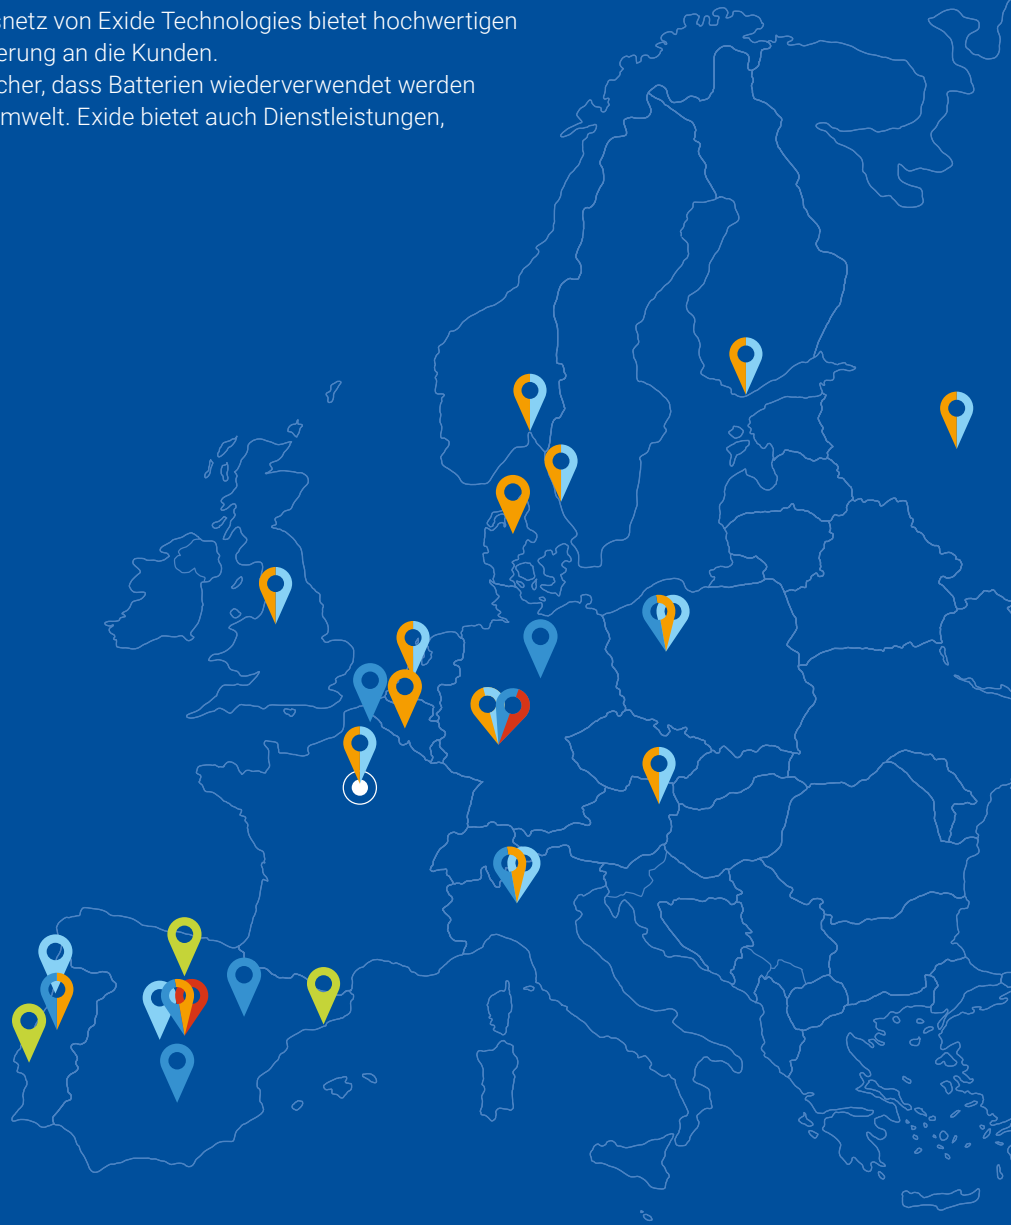 snetz von Exide Technologies bietet hochwertigen
erung an die Kunden.
cher, dass Batterien wiederverwendet werden
mwelt. Exide bietet auch Dienstleistungen,